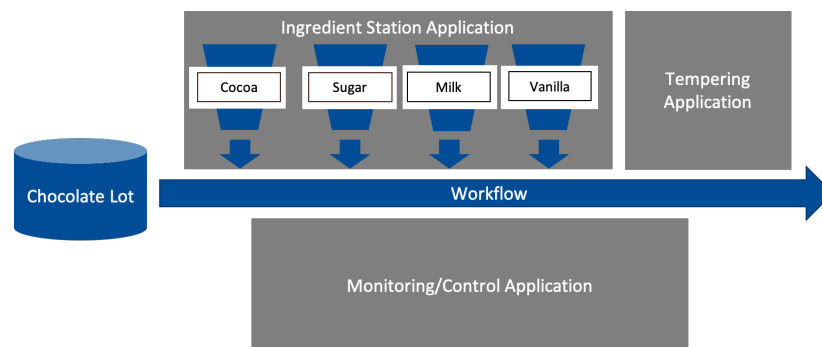 Ingredient Station Application
Cocoa
Sugar
Milk
Vanilla
Tempering
Application
Chocolate Lot
Workflow
Monitoring/Control Application